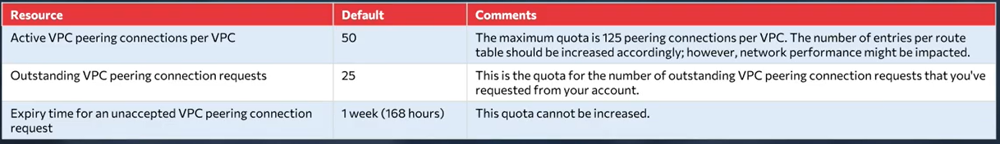 Resource Default Comments
Active VPC peering connections per VPC 50 The maximum quota is 125 peering connections per VPC. The number of entries per route
table should be increased accordingly; however, network performance might be impacted.
Outstanding VPC peering connection requests 25 This is the quota for the number of outstanding VPC peering connection requests that you've
requested from your account.
Expiry time for an unaccepted VPC peering connection 1 week (168 hours) This quota cannot be increased.
request